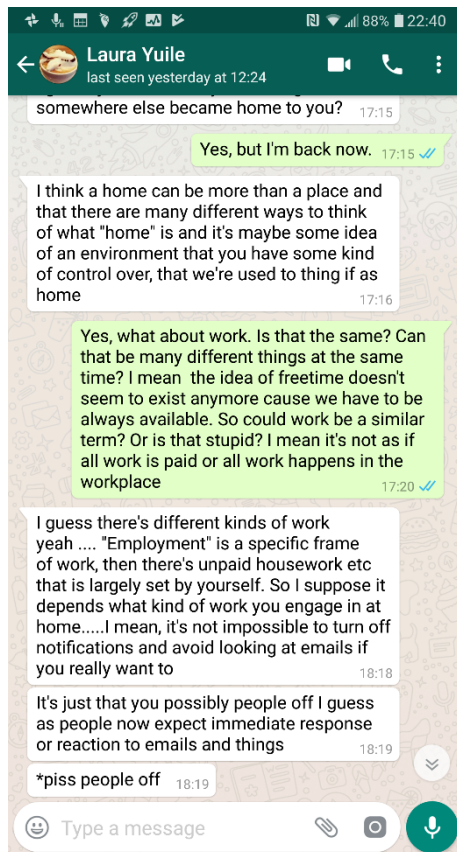 88% 22:40
Laura Yuile
last seen yesterday at 12:24
somewhere else became home to you? 17:15
Yes, but I'm back now. 17:15
I think a home can be more than a place and
that there are many different ways to think
of what "home" is and it's maybe some idea
of an environment that you have some kind
of control over, that we're used to thing if as
home
17:16
Yes, what about work. Is that the same? Can
that be many different things at the same
time? I mean the idea of freetime doesn't
seem to exist anymore cause we have to be
always available. So could work be a similar
term? Or is that stupid? I mean it's not as if
all work is paid or all work happens in the
workplace
17:20
I guess there's different kinds of work
yeah .... "Employment" is a specific frame
of work, then there's unpaid housework etc
that is largely set by yourself. So I suppose it
depends what kind of work you engage in at
home.....I mean, it's not impossible to turn off
notifications and avoid looking at emails if
you really want to
18:18
It's just that you possibly people off I guess
as people now expect immediate response
or reaction to emails and things
18:19
*piss people off 18:19
Type a message